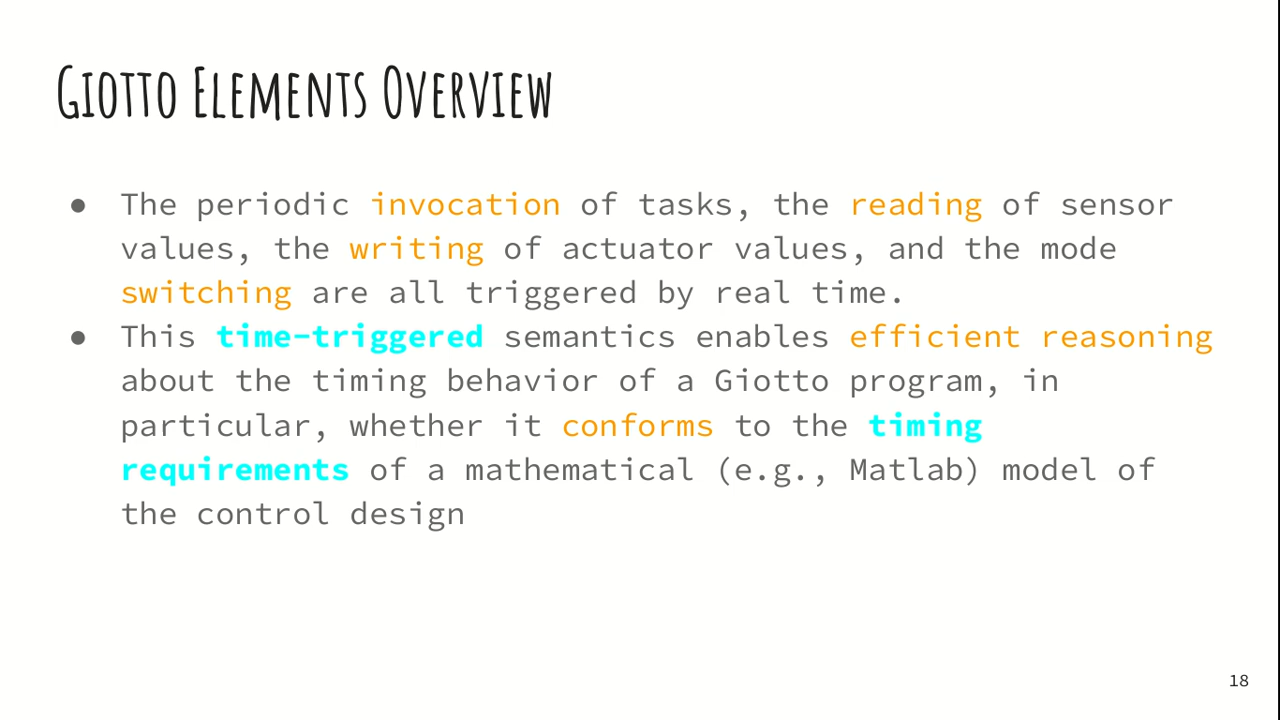 Giotto Elements Overview
● The periodic invocation of tasks, the reading of sensor
values, the writing of actuator values, and the mode
switching are all triggered by real time.
● This time-triggered semantics enables efficient reasoning
about the timing behavior of a Giotto program, in
particular, whether it conforms to the timing
requirements of a mathematical (e.g., Matlab) model of
the control design
18